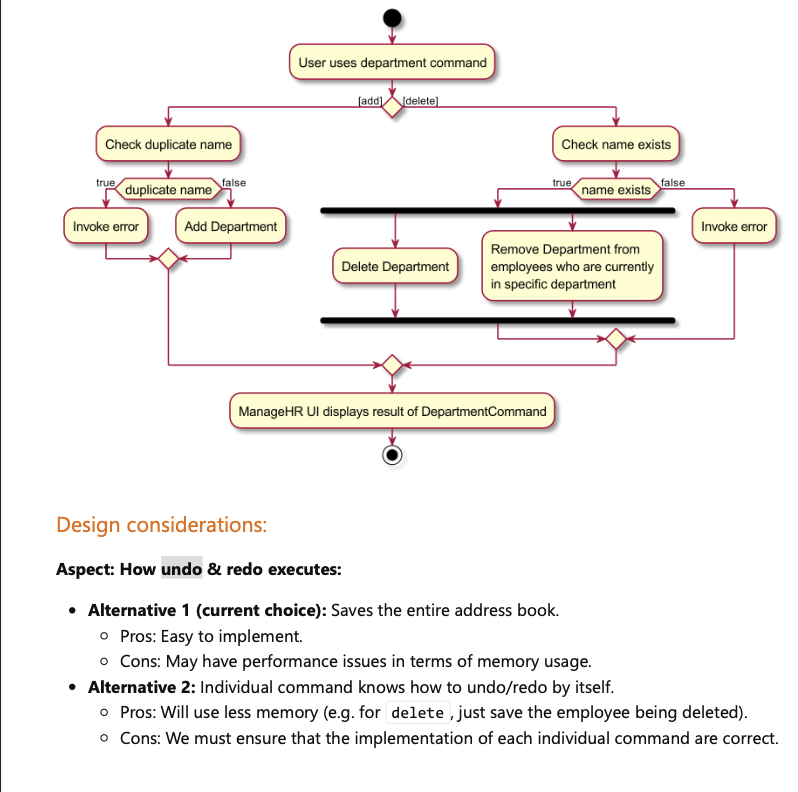 User uses department command
[add]
[delete]
Check duplicate name
Check name exists
true
duplicate name
false
true
name exists
false
Invoke error
Add Department
Delete Department
Remove Department from
employees who are currently
in specific department
Invoke error
ManageHR UI displays result of DepartmentCommand
Design considerations:
Aspect: How undo & redo executes:
• Alternative 1 (current choice): Saves the entire address book.
○ Pros: Easy to implement.
○ Cons: May have performance issues in terms of memory usage.
• Alternative 2: Individual command knows how to undo/redo by itself.
○ Pros: Will use less memory (e.g. for delete , just save the employee being deleted).
○ Cons: We must ensure that the implementation of each individual command are correct.